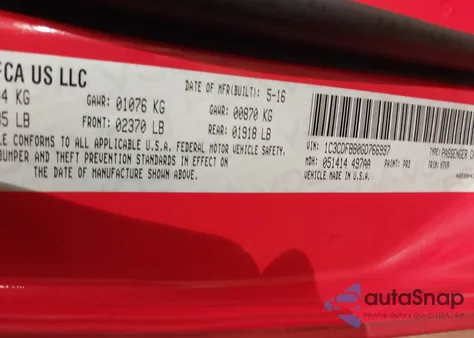 FCA US LLC
DATE OF MFR(BUILT): 5-16
4 KG GAWR: 01076 KG GAWR: 00870 KG
5 LB FRONT: 02370 LB REAR: 01918 LB
LE CONFORMS TO ALL APPLICABLE U.S.A. FEDERAL MOTOR VEHICLE SAFETY,
BUMPER AND THEFT PREVENTION STANDARDS IN EFFECT ON
THE DATE OF MANUFACTURE SHOWN ABOVE.
VIN: 1C3CDFBB0GD766997 TYPE: PASSENGER C
MDH: 051414 497AA PAINT: PR3 TRIM:
VEHICLE MADE IN U.S.A.
autaSnap